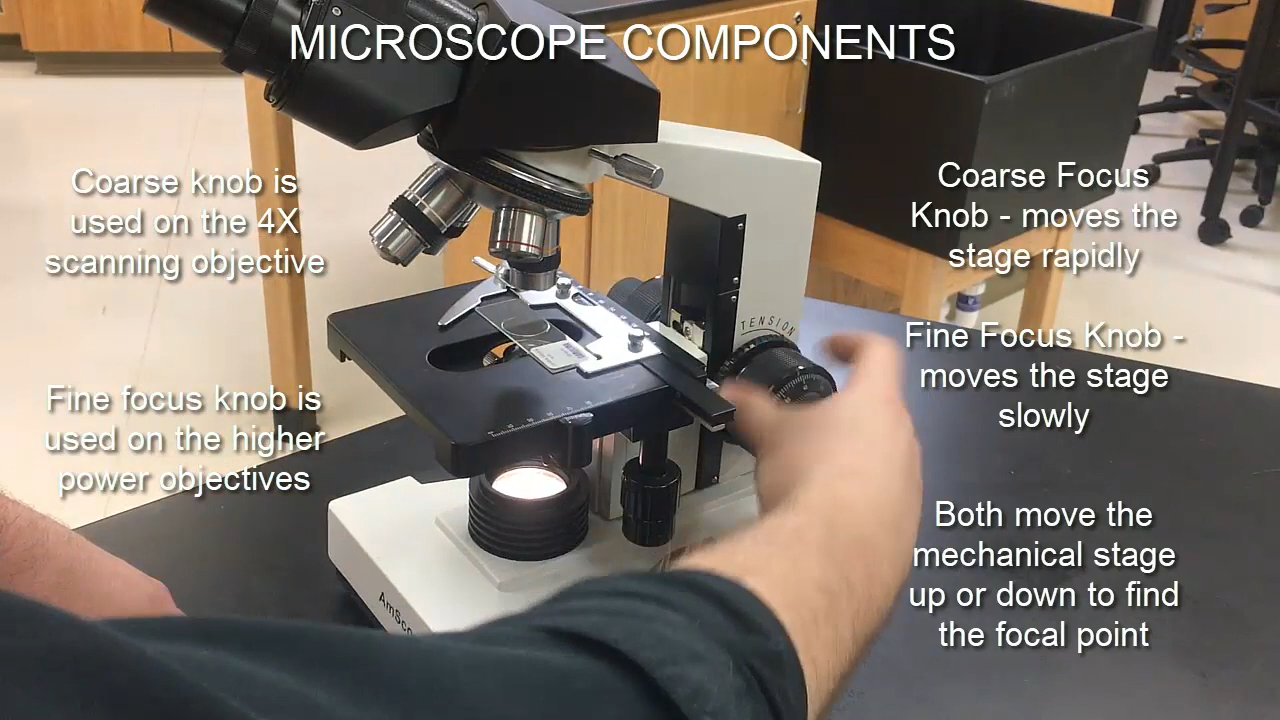 MICROSCOPE COMPONENTS
Coarse knob is
used on the 4X
scanning objective
Fine focus knob is
used on the higher
power objectives
Coarse Focus
Knob - moves the
stage rapidly
Fine Focus Knob -
moves the stage
slowly
Both move the
mechanical stage
up or down to find
the focal point
TENSION
AmSco